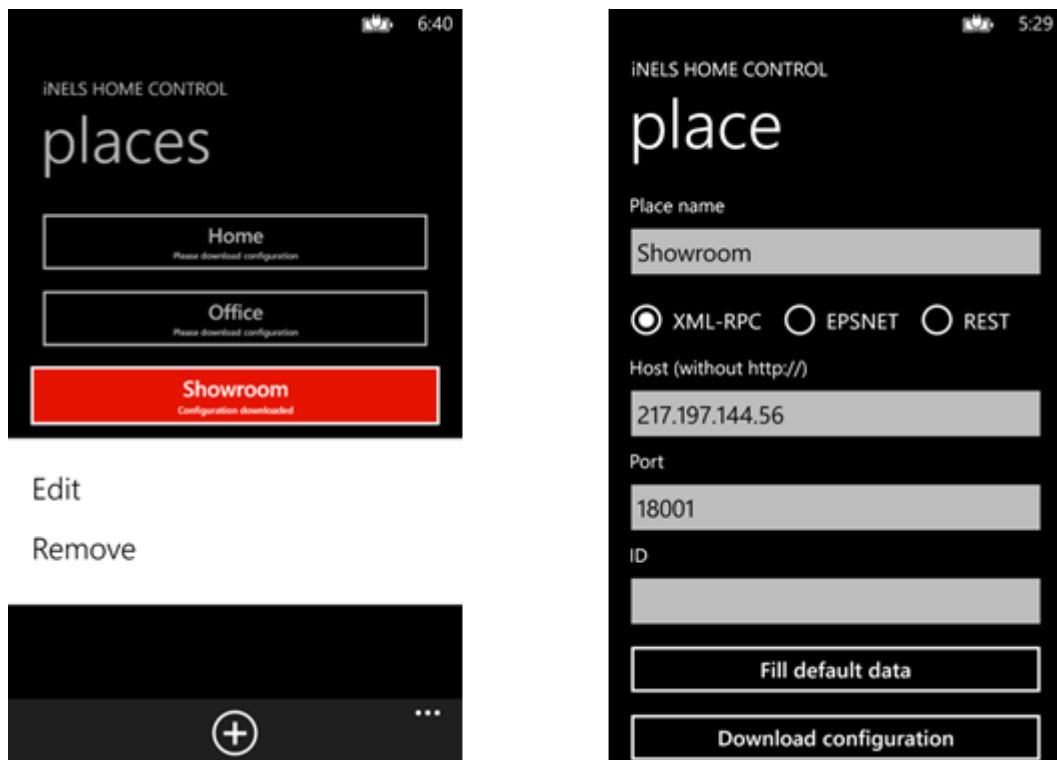 6:40
iNELS HOME CONTROL
places
Home
Please download configuration
Office
Please download configuration
Showroom
Configuration downloaded
Edit
Remove
5:29
iNELS HOME CONTROL
place
Place name
Showroom
XML-RPC EPSNET REST
Host (without http://)
217.197.144.56
Port
18001
ID
Fill default data
Download configuration